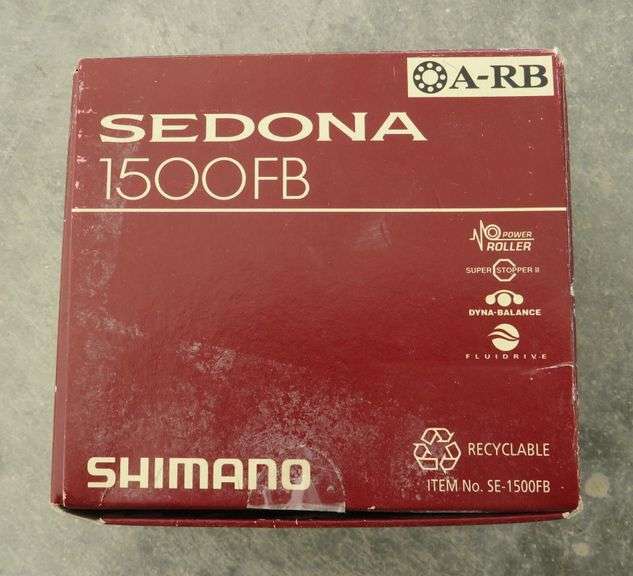 A-RB
SEDONA
1500FB
POWER
ROLLER
SUPER STOPPER II
DYNA-BALANCE
FLUIDRIVE
SHIMANO
RECYCLABLE
ITEM No. SE-1500FB